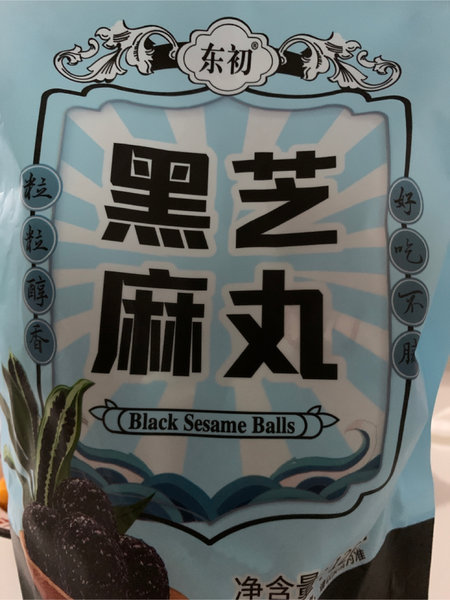 东初®
黑芝
麻丸
粒粒醇香
好吃不腻
Black Sesame Balls
净含量